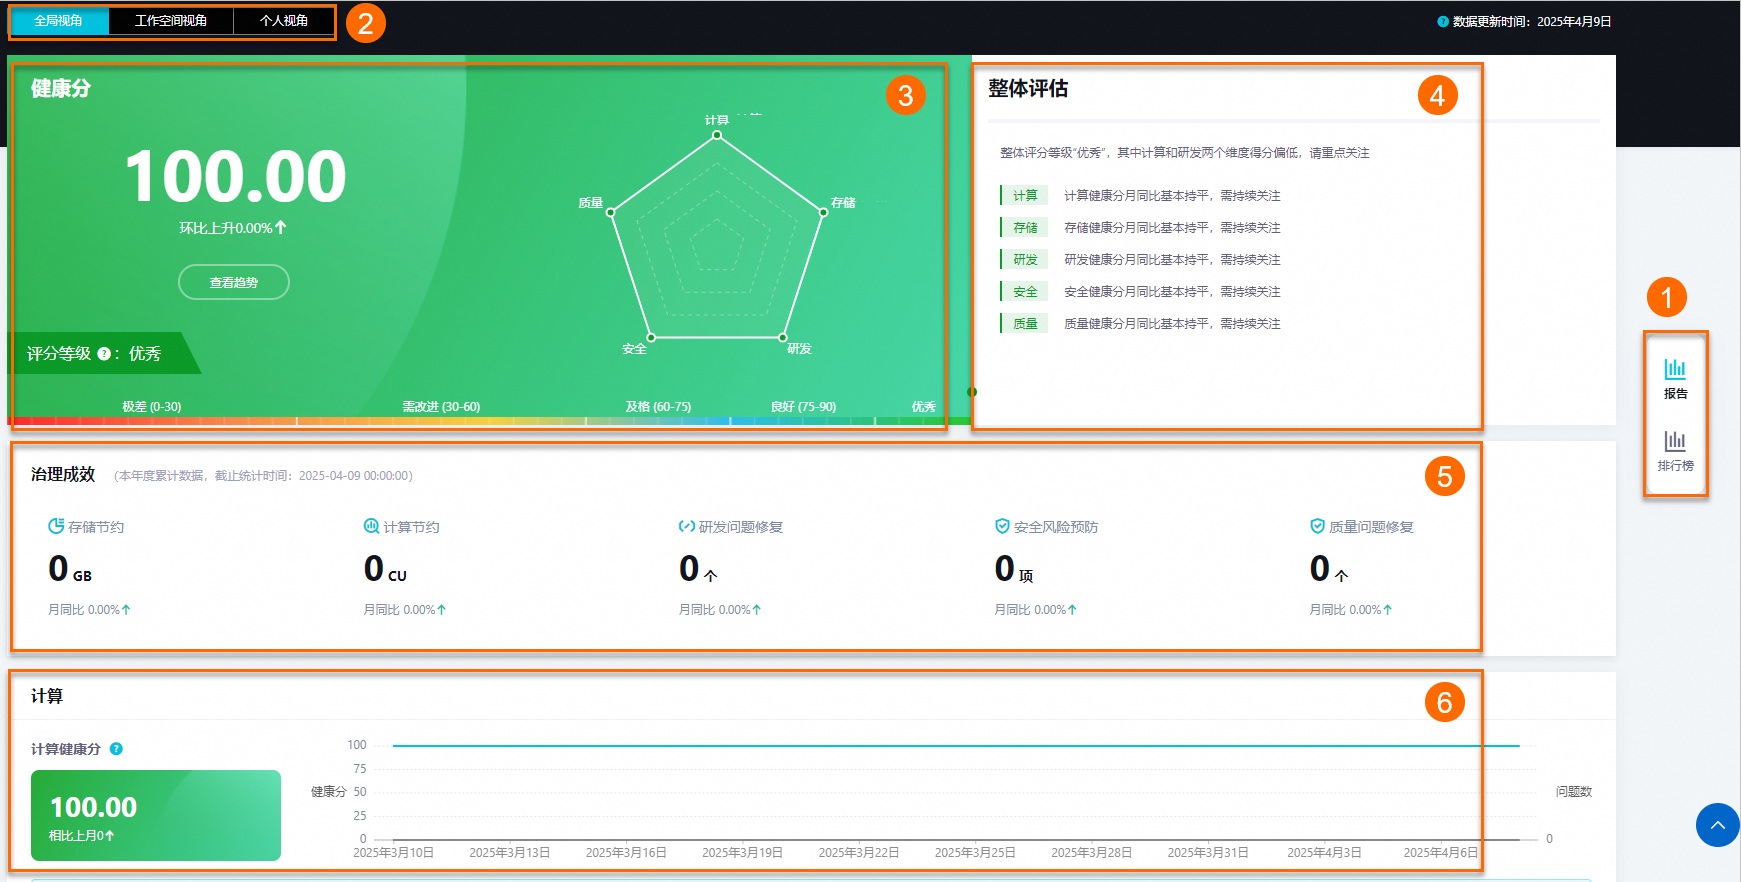 全局视角 工作空间视角 个人视角 2 数据更新时间：2025年4月9日
健康分
3
100.00
环比上升0.00%
查看趋势
评分等级 ：优秀
计算
存储
研发
安全
质量
极差 (0-30) 需改进 (30-60) 及格 (60-75) 良好 (75-90) 优秀
整体评估
4
整体评分等级“优秀”，其中计算和研发两个维度得分偏低，请重点关注
计算 计算健康分月同比基本持平，需持续关注
存储 存储健康分月同比基本持平，需持续关注
研发 研发健康分月同比基本持平，需持续关注
安全 安全健康分月同比基本持平，需持续关注
质量 质量健康分月同比基本持平，需持续关注
1
报告
排行榜
治理成效 （本年度累计数据，截止统计时间：2025-04-09 00:00:00）
5
存储节约 计算节约 研发问题修复 安全风险预防 质量问题修复
0 GB 0 CU 0 个 0 项 0 个
月同比 0.00% 月同比 0.00% 月同比 0.00% 月同比 0.00% 月同比 0.00%
计算
6
计算健康分 ?
100.00
相比上月0
健康分
100
75
50
25
0
问题数
0
2025年3月10日 2025年3月13日 2025年3月16日 2025年3月19日 2025年3月22日 2025年3月25日 2025年3月28日 2025年3月31日 2025年4月3日 2025年4月6日